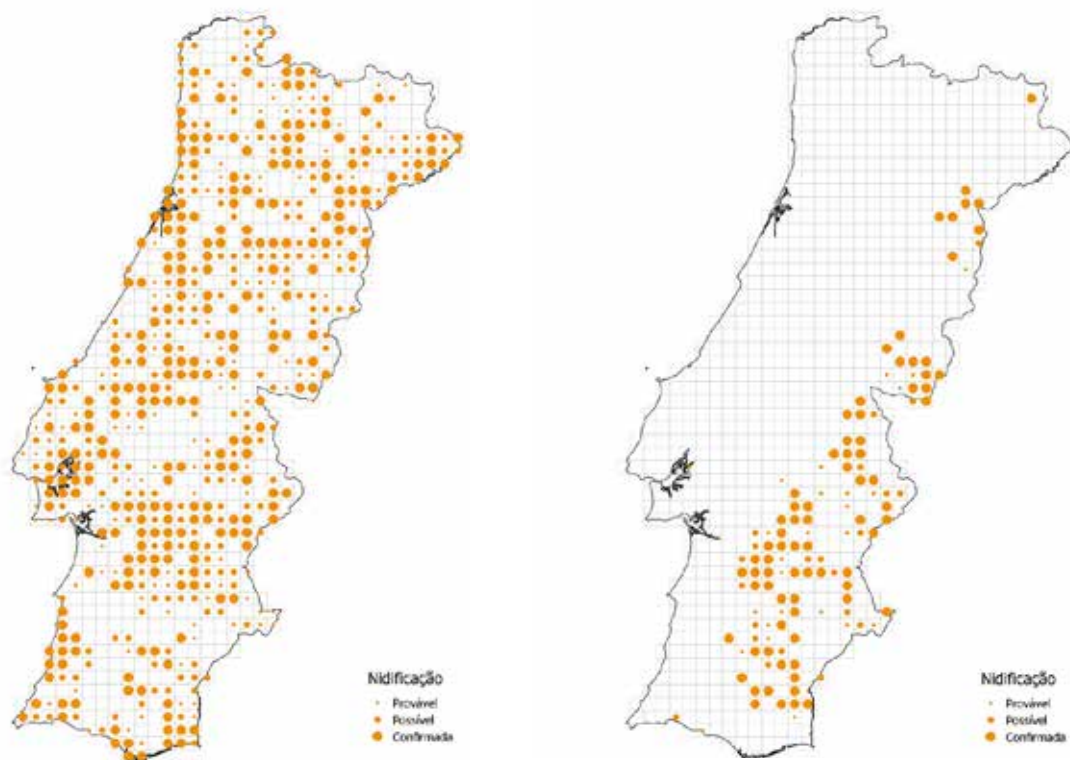 Nidificação
Provável
Possível
Confirmada
Nidificação
Provável
Possível
Confirmada